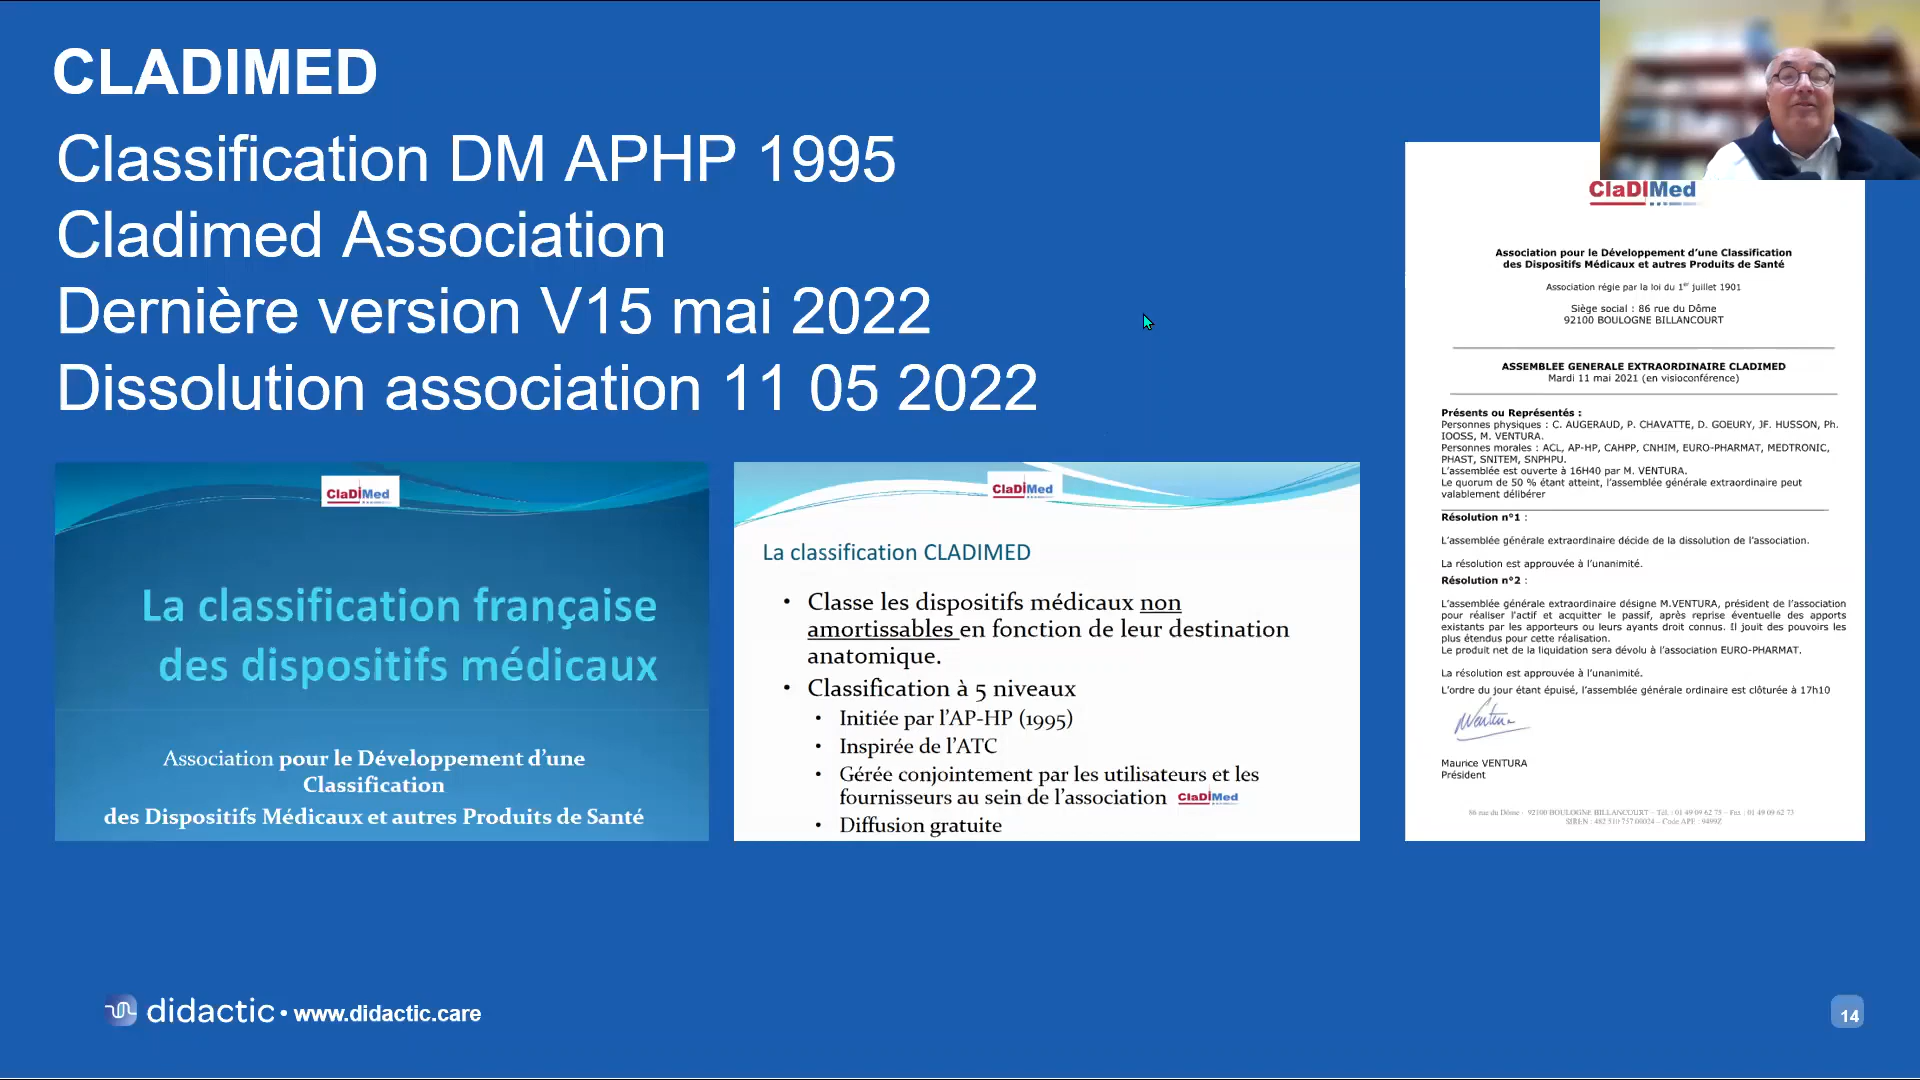 CLADIMED
Classification DM APHP 1995
Cladimed Association
Dernière version V15 mai 2022
Dissolution association 11 05 2022
ClaDIMed
La classification française
des dispositifs médicaux
Association pour le Développement d'une
Classification
des Dispositifs Médicaux et autres Produits de Santé
ClaDIMed
La classification CLADIMED
• Classe les dispositifs médicaux non
amortissables en fonction de leur destination
anatomique.
• Classification à 5 niveaux
• Initiée par l'AP-HP (1995)
• Inspirée de l'ATC
• Gérée conjointement par les utilisateurs et les
fournisseurs au sein de l'association ClaDIMed
• Diffusion gratuite
ClaDIMed
Association pour le Développement d'une Classification
des Dispositifs Médicaux et autres Produits de Santé
Association régie par la loi du 1er juillet 1901
Siège social : 86 rue du Dôme
92100 BOULOGNE BILLANCOURT
ASSEMBLEE GENERALE EXTRAORDINAIRE CLADIMED
Mardi 11 mai 2021 (en visioconférence)
Présents ou Représentés :
Personnes physiques : C. AUGERAUD, P. CHAVATTE, D. GOEURY, JF. HUSSON, Ph.
IOOSS, M. VENTURA.
Personnes morales : ACL, AP-HP, CAHPP, CNHIM, EURO-PHARMAT, MEDTRONIC,
PHAST, SNITEM, SNPHPU.
L'assemblée est ouverte à 16H40 par M. VENTURA.
Le quorum de 50 % étant atteint, l'assemblée générale extraordinaire peut
valablement délibérer
Résolution n°1 :
L'assemblée générale extraordinaire décide de la dissolution de l'association.
La résolution est approuvée à l'unanimité.
Résolution n°2 :
L'assemblée générale extraordinaire désigne M.VENTURA, président de l'association
pour réaliser l'actif et acquitter le passif, après reprise éventuelle des apports
existants par les apporteurs ou leurs ayants droit connus. Il jouit des pouvoirs les
plus étendus pour cette réalisation.
Le produit net de la liquidation sera dévolu à l'association EURO-PHARMAT.
La résolution est approuvée à l'unanimité.
L'ordre du jour étant épuisé, l'assemblée générale ordinaire est clôturée à 17h10
Maurice VENTURA
Président
86 rue du Dôme - 92100 BOULOGNE BILLANCOURT – Tél. : 01 49 09 62 75 – Fax : 01 49 09 62 73
SIREN : 482 510 757 00024 – Code APE : 9499Z
didactic • www.didactic.care
14